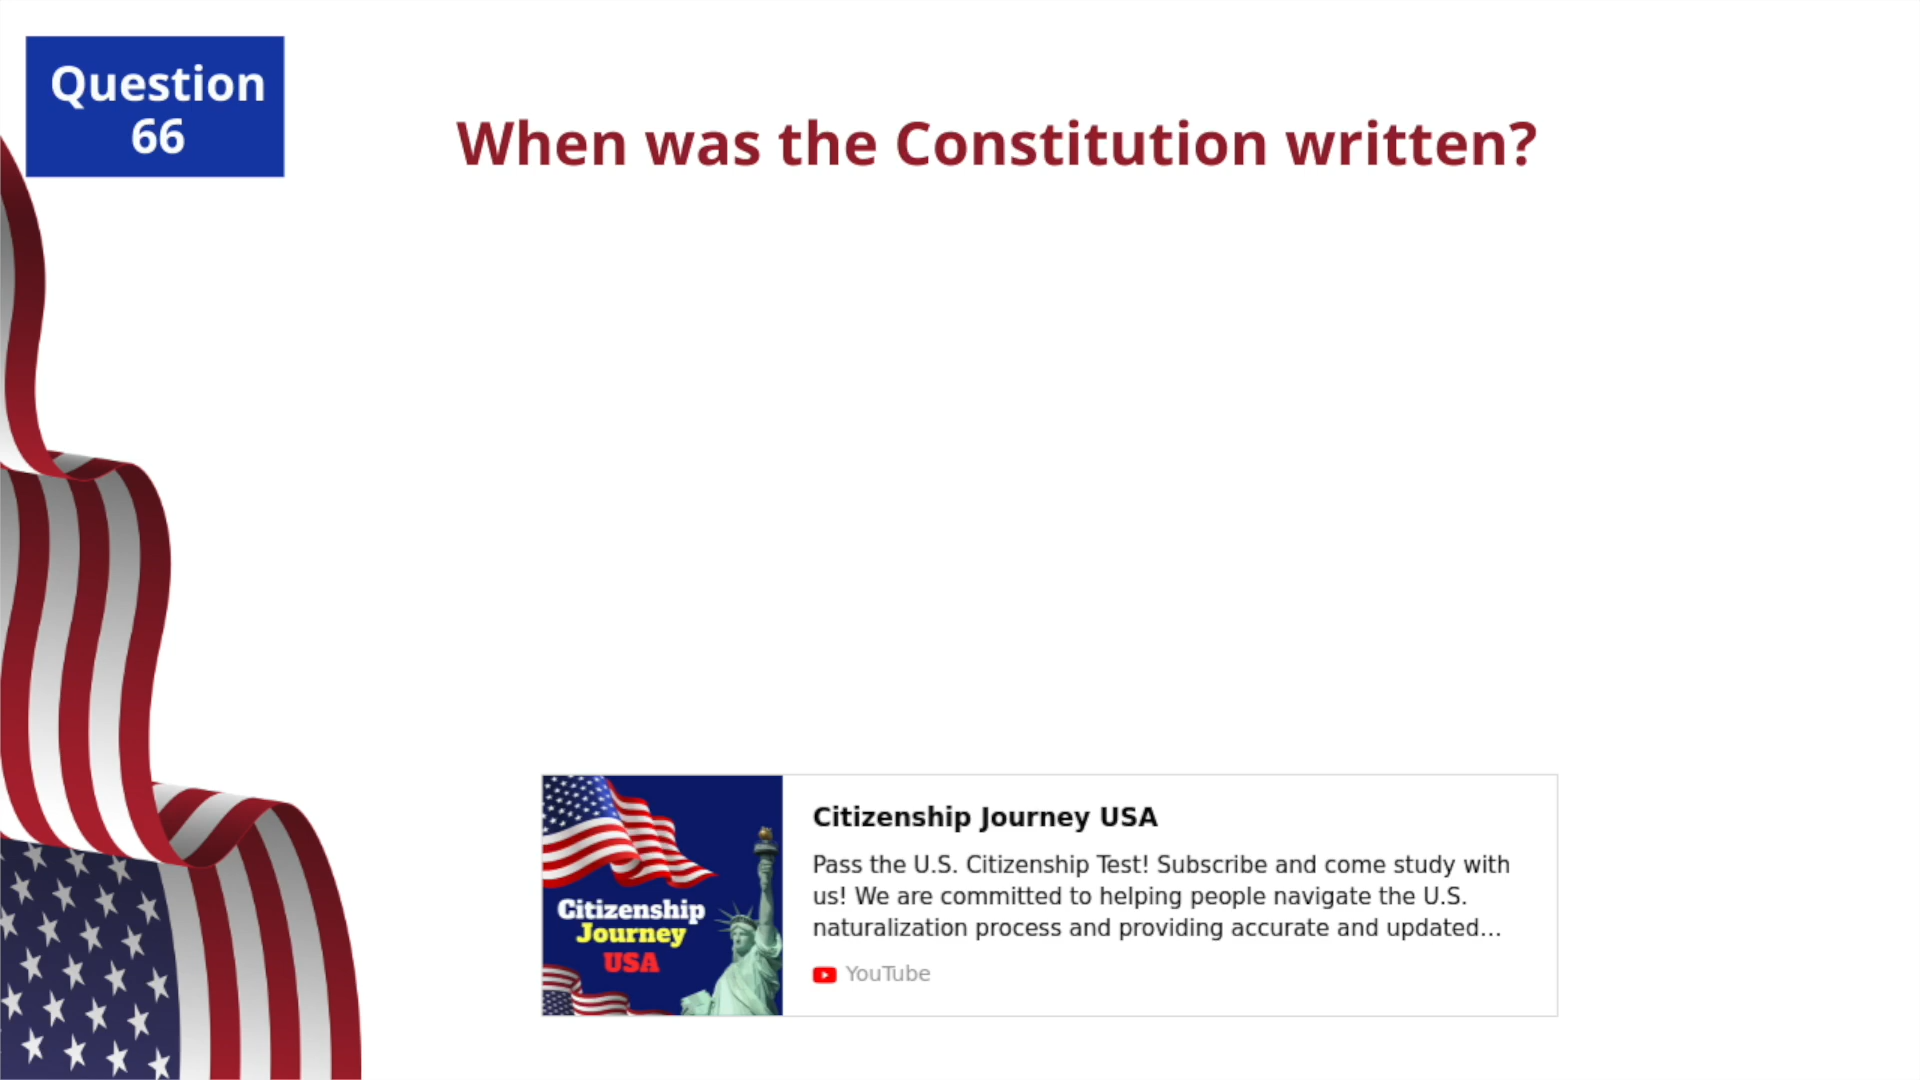 Question
66
When was the Constitution written?
Citizenship
Journey
USA
Citizenship Journey USA
Pass the U.S. Citizenship Test! Subscribe and come study with
us! We are committed to helping people navigate the U.S.
naturalization process and providing accurate and updated...
YouTube